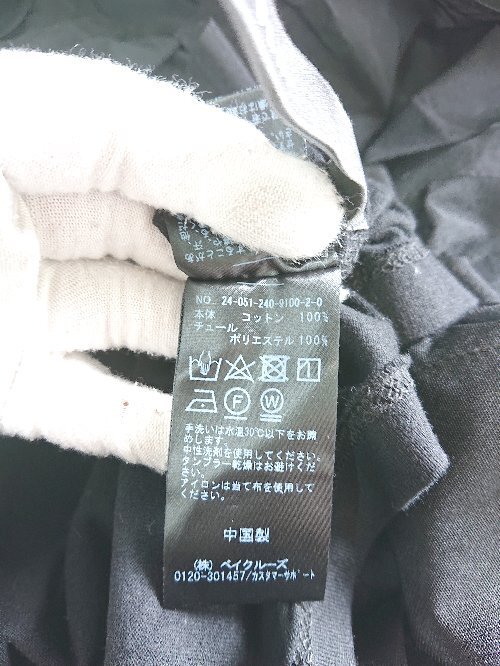 NO. 24-051-240-9100-2-0
本体 コットン 100%
チュール
ポリエステル 100%
F W
手洗いは水温30℃以下をお薦
めします。
中性洗剤を使用してください。
タンブラー乾燥はお避けくだ
さい。
アイロンは当て布を使用して
ください。
中国製
(株) ベイクルーズ
0120-301457/カスタマーサポート